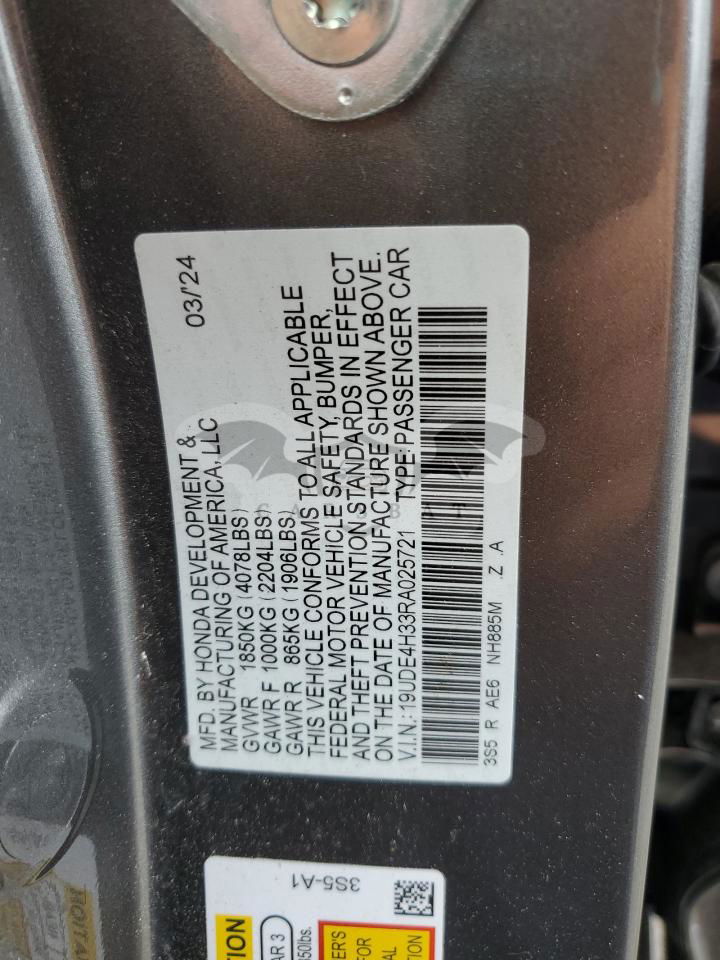 MFD. BY HONDA DEVELOPMENT & 03/'24
MANUFACTURING OF AMERICA, LLC
GVWR 1850KG (4078LBS)
GAWR F 1000KG (2204LBS)
GAWR R 865KG (1906LBS)
THIS VEHICLE CONFORMS TO ALL APPLICABLE
FEDERAL MOTOR VEHICLE SAFETY, BUMPER,
AND THEFT PREVENTION STANDARDS IN EFFECT
ON THE DATE OF MANUFACTURE SHOWN ABOVE.
V.I.N.: 19UDE4H33RA025721 TYPE: PASSENGER CAR
3S5 R AE6 NH885M .Z .A
3S5-A1